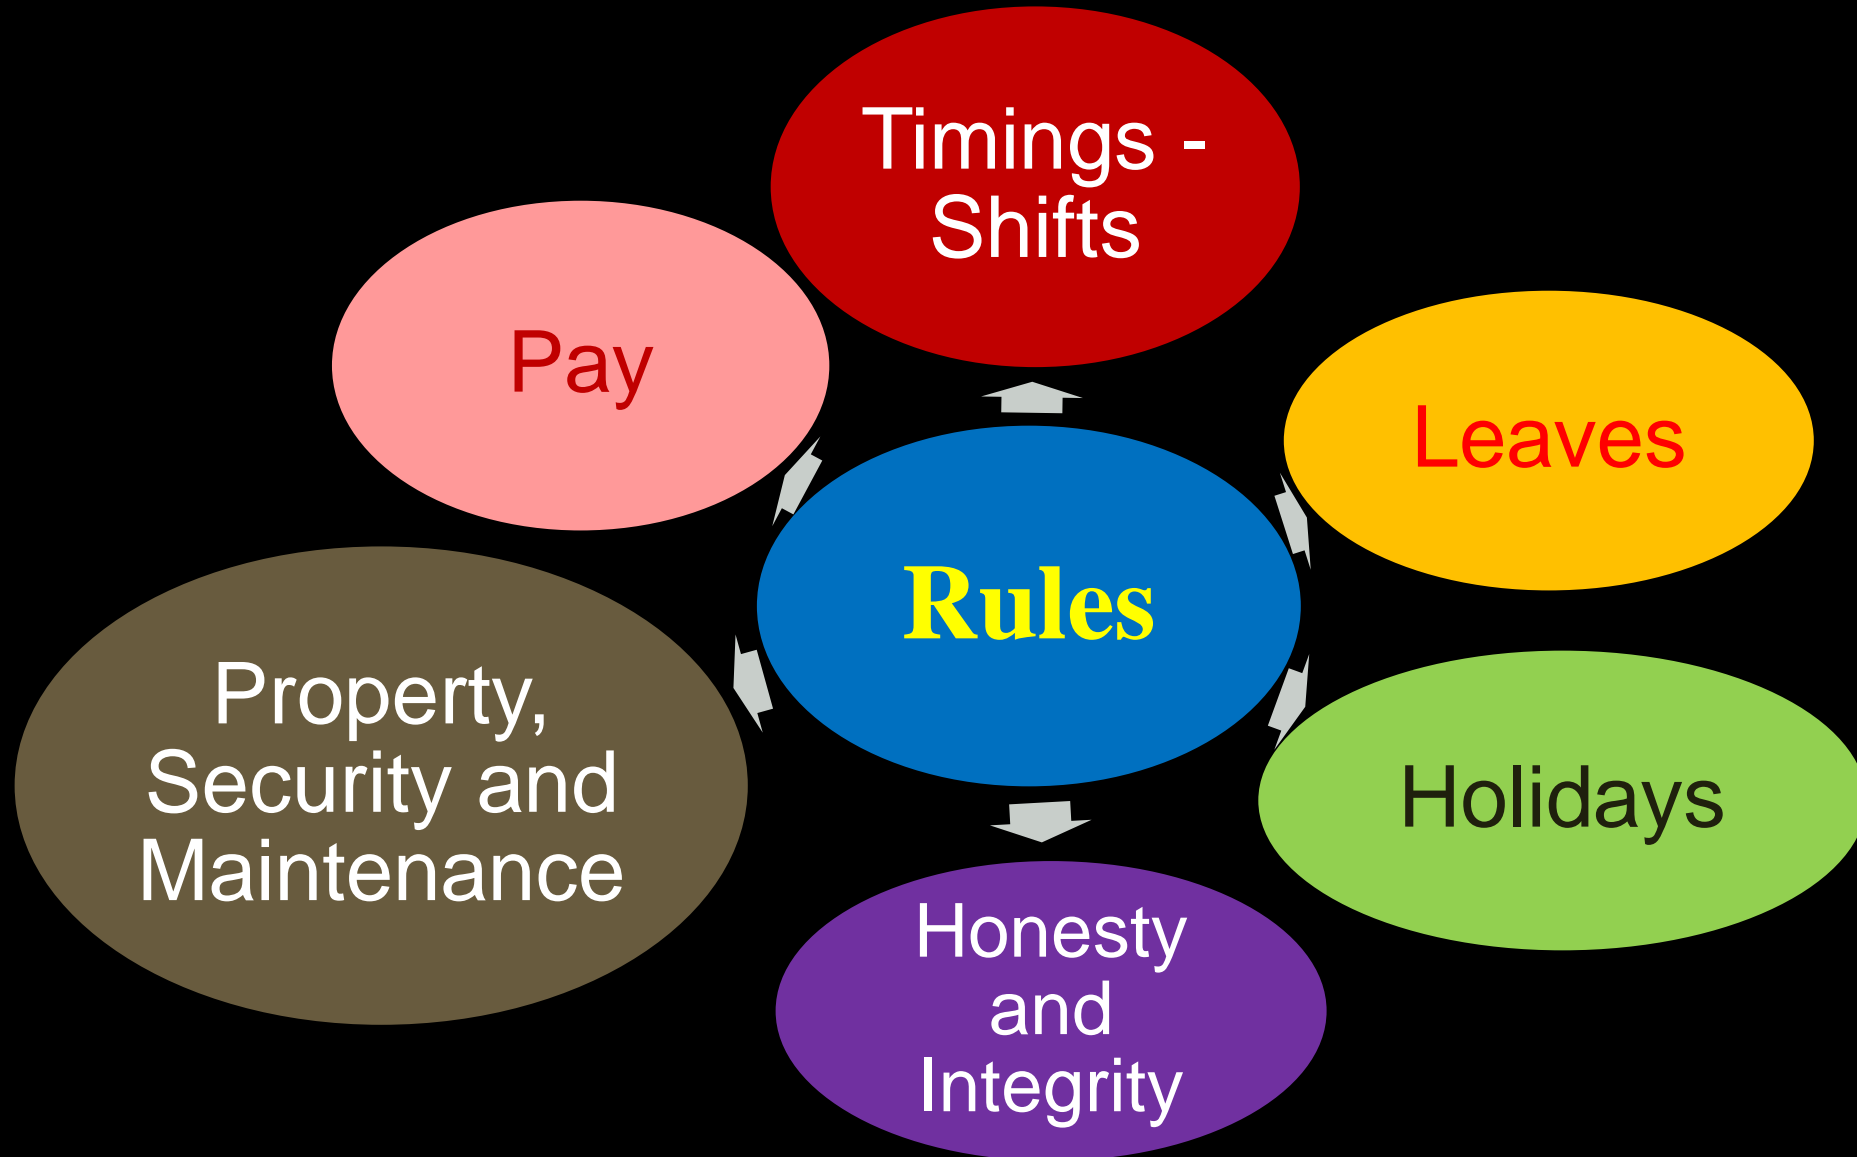 Timings -
Shifts
Pay
Leaves
Rules
Property,
Security and
Maintenance
Holidays
Honesty
and
Integrity